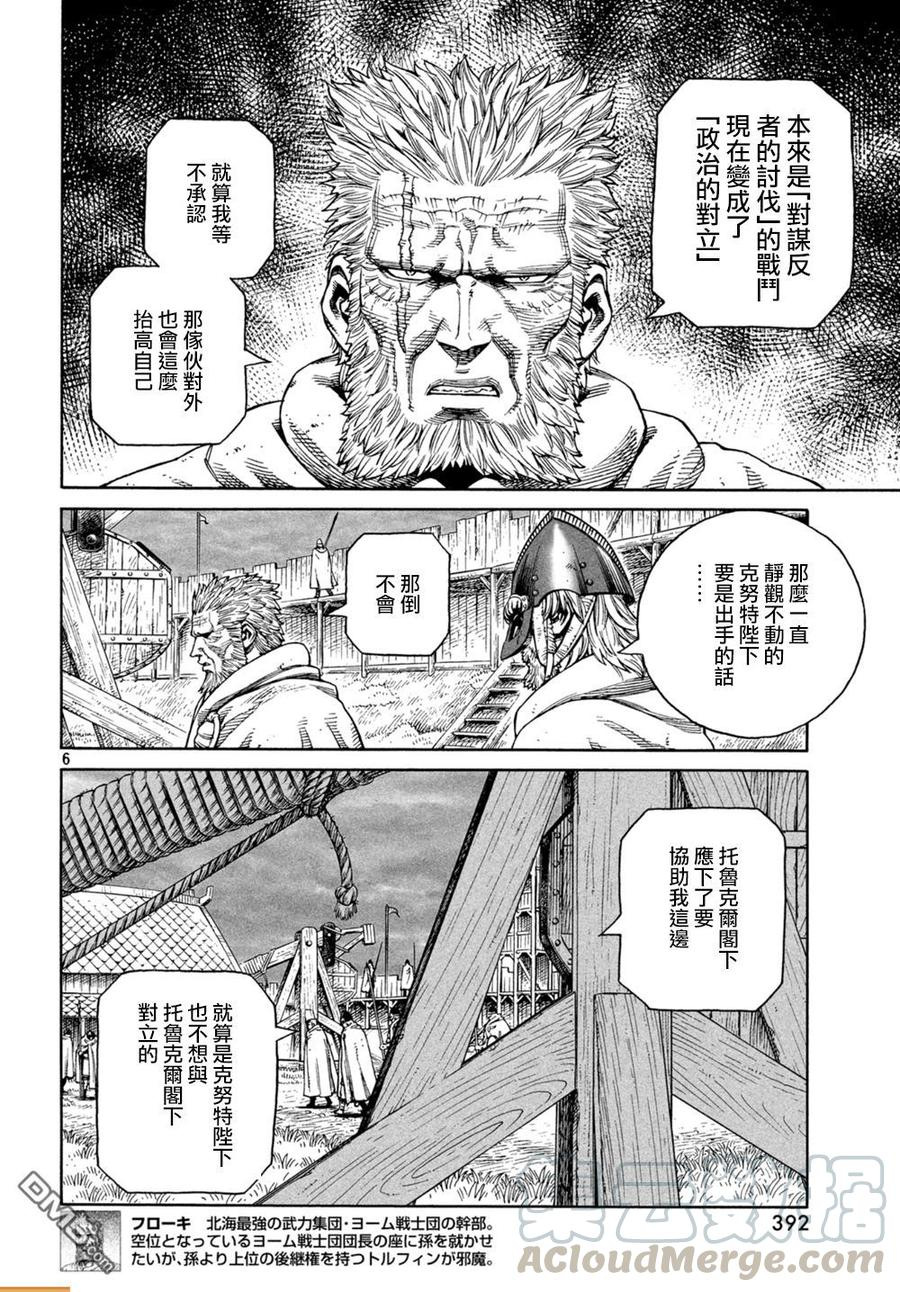 本來是「對謀反
者的討伐」的戰鬥
現在變成了
「政治的對立」
就算我等
不承認
那傢伙對外
也會這麼
抬高自己
那麼一直
靜觀不動的
克努特陛下
要是出手的話
……
那倒
不會
6
托魯克爾閣下
應下了要
協助我這邊
就算是克努特陛下
也不想與
托魯克爾閣下
對立的
フローキ　北海最強の武力集団・ヨーム戦士団の幹部。
空位となっているヨーム戦士団団長の座に孫を就かせ
たいが、孫より上位の後継権を持つトルフィンが邪魔。
392
集云数据
www.jiyunsme.com